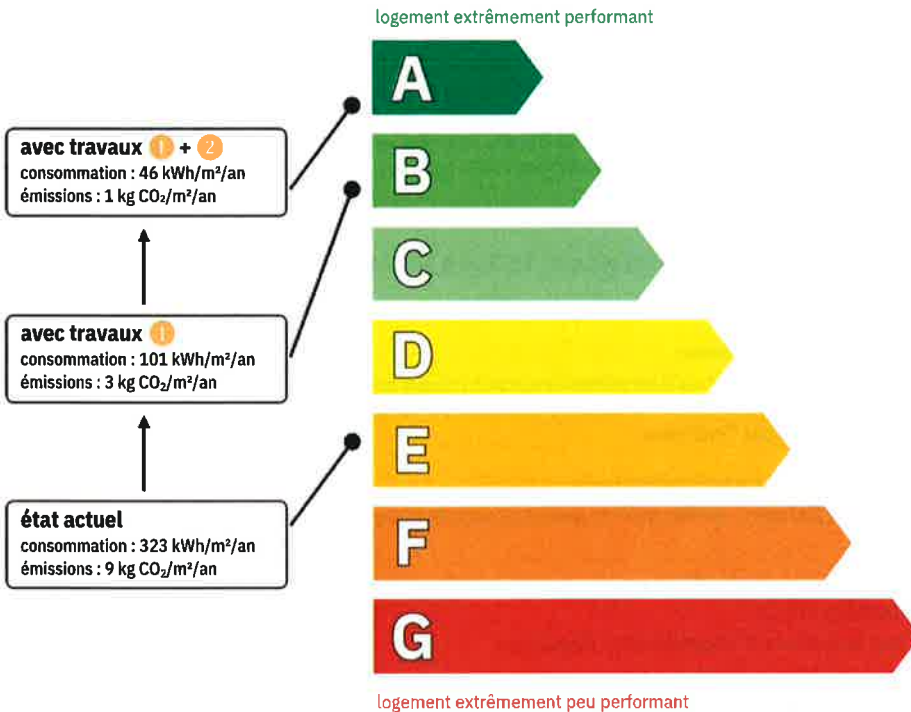 logement extrêmement performant
A
avec travaux 1 + 2
consommation : 46 kWh/m²/an
émissions : 1 kg CO₂/m²/an
B
C
avec travaux 1
consommation : 101 kWh/m²/an
émissions : 3 kg CO₂/m²/an
D
E
état actuel
consommation : 323 kWh/m²/an
émissions : 9 kg CO₂/m²/an
F
G
logement extrêmement peu performant